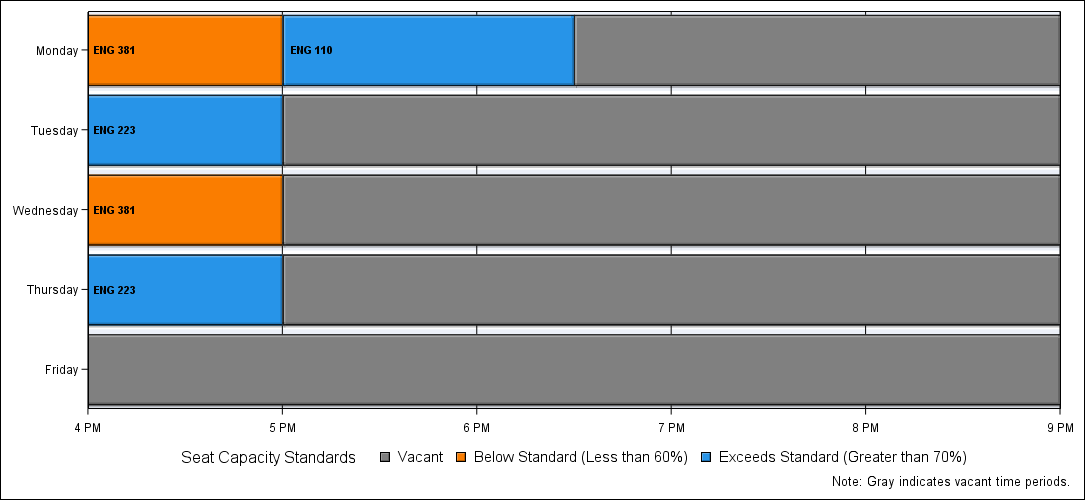 Monday ENG 381 ENG 110
Tuesday ENG 223
Wednesday ENG 381
Thursday ENG 223
Friday
4 PM 5 PM 6 PM 7 PM 8 PM 9 PM
Seat Capacity Standards Vacant Below Standard (Less than 60%) Exceeds Standard (Greater than 70%)
Note: Gray indicates vacant time periods.